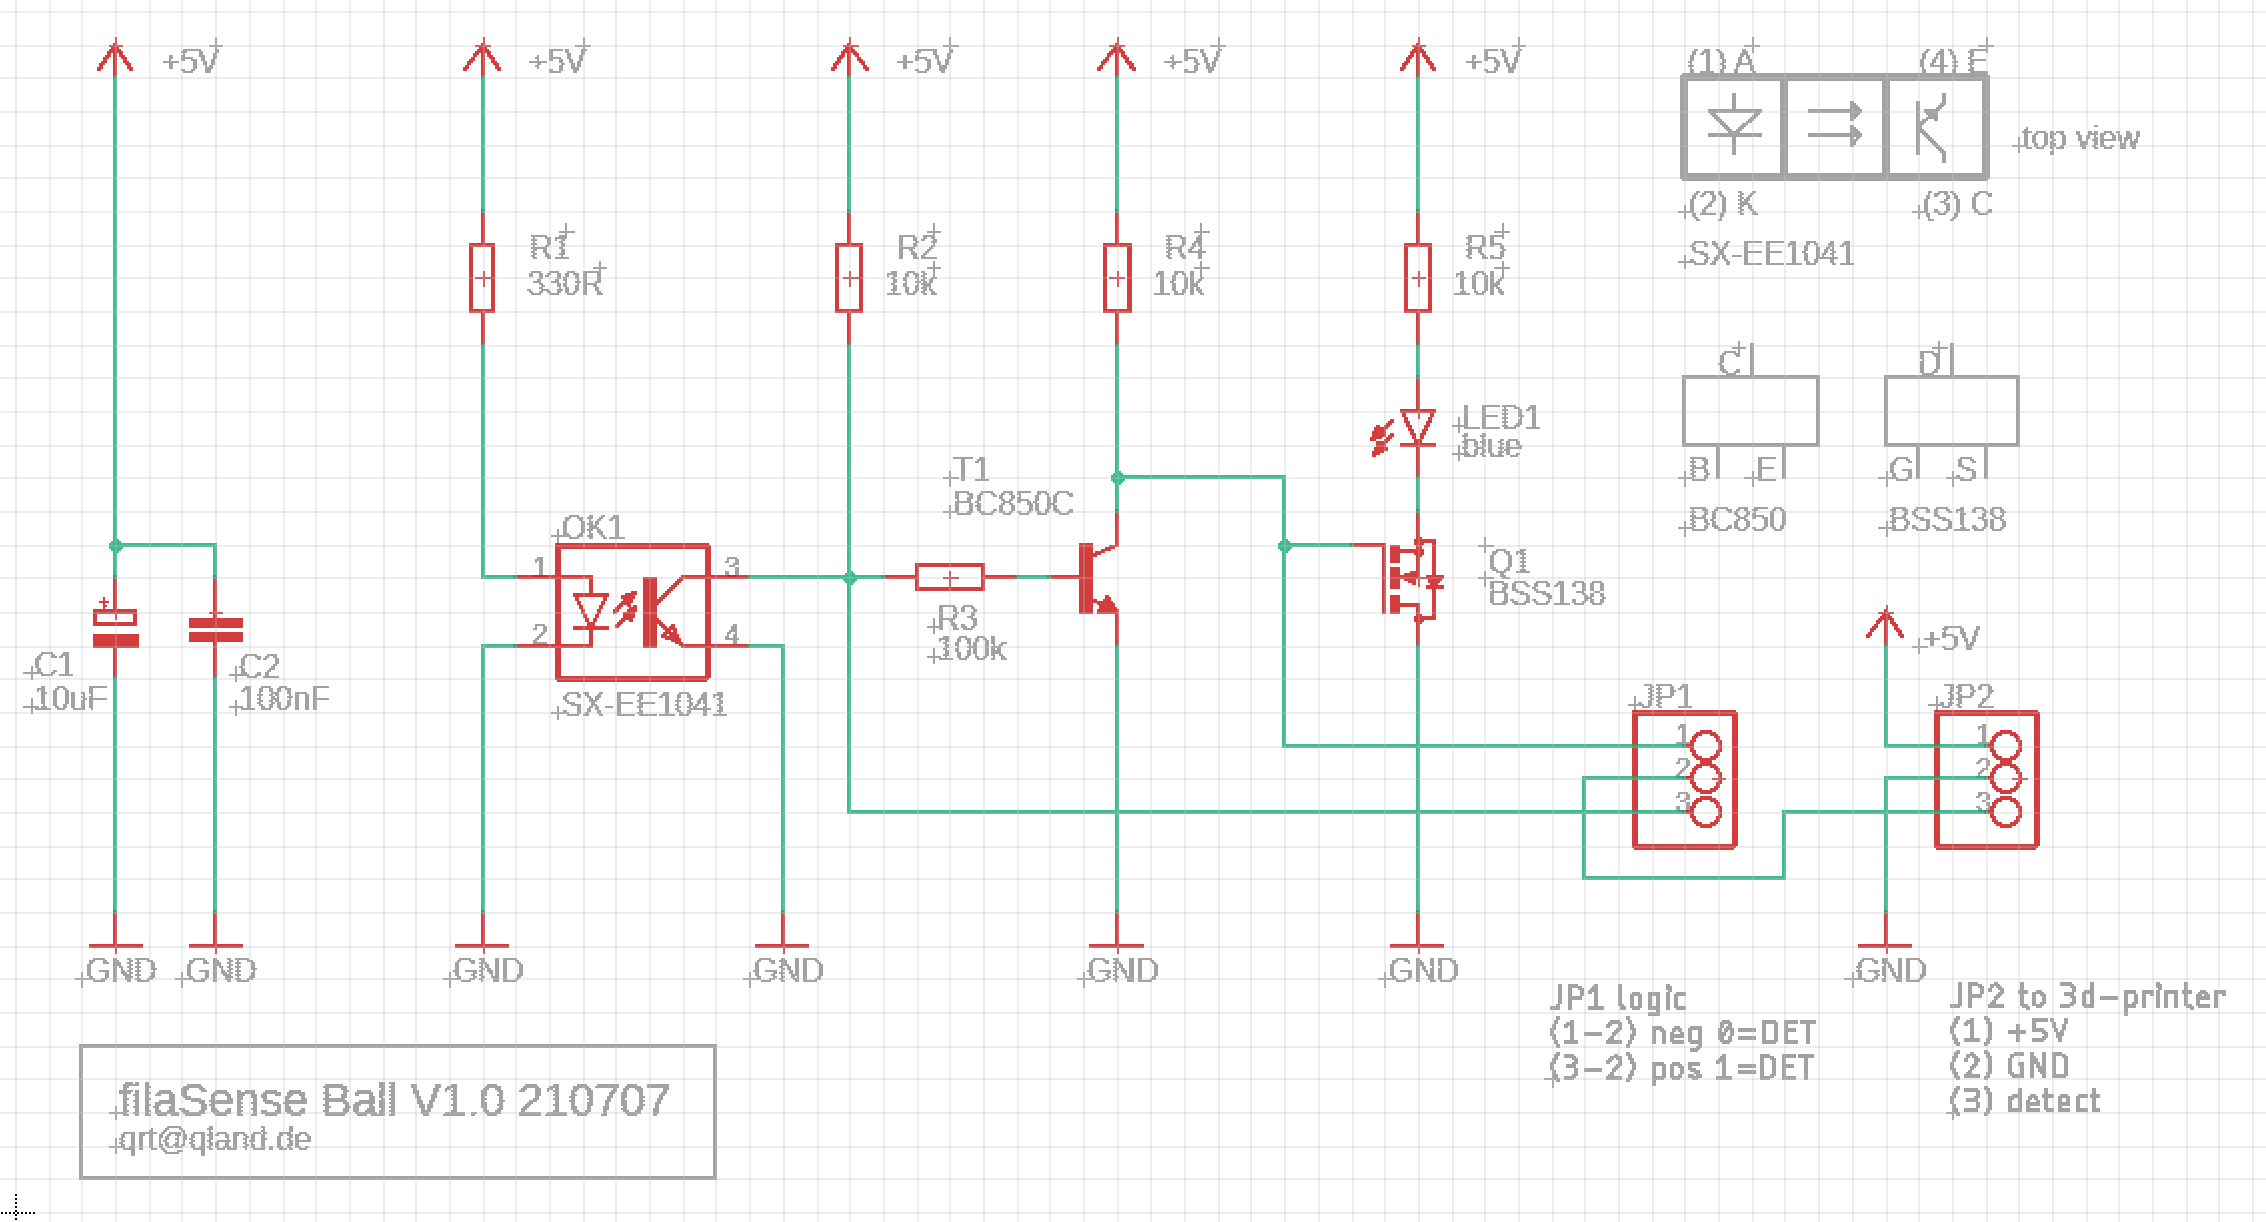 +5V
+5V
+5V
+5V
+5V
(1) A
(4) E
top view
(2) K
(3) C
SX-EE1041
R1
330R
R2
10k
R4
10k
R5
10k
C
D
LED1
blue
B
E
G
S
BC850
BSS138
T1
BC850C
OK1
1
3
2
4
SX-EE1041
R3
100k
Q1
BSS138
C1
10uF
C2
100nF
+5V
JP1
1
2
3
JP2
1
2
3
GND
GND
GND
GND
GND
GND
GND
JP1 logic
(1-2) neg 0=DET
(3-2) pos 1=DET
JP2 to 3d-printer
(1) +5V
(2) GND
(3) detect
filaSense Ball V1.0 210707
qrt@qland.de